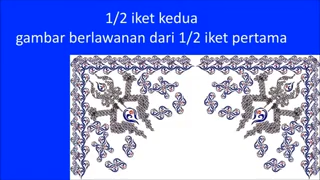 1/2 iket kedua
gambar berlawanan dari 1/2 iket pertama